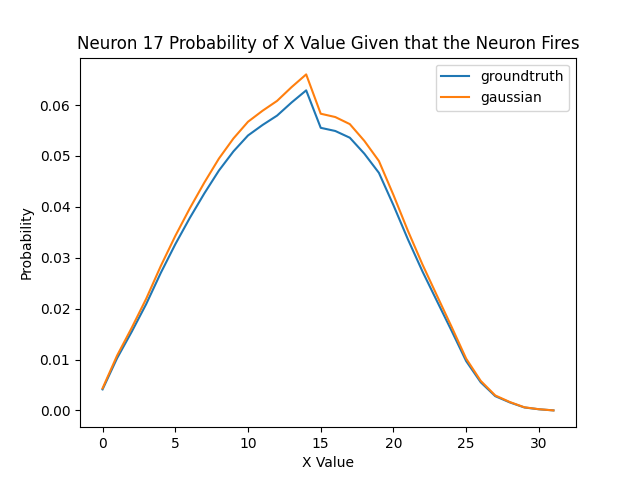 Neuron 17 Probability of X Value Given that the Neuron Fires
groundtruth
gaussian
Probability
0.06
0.05
0.04
0.03
0.02
0.01
0.00
0 5 10 15 20 25 30
X Value